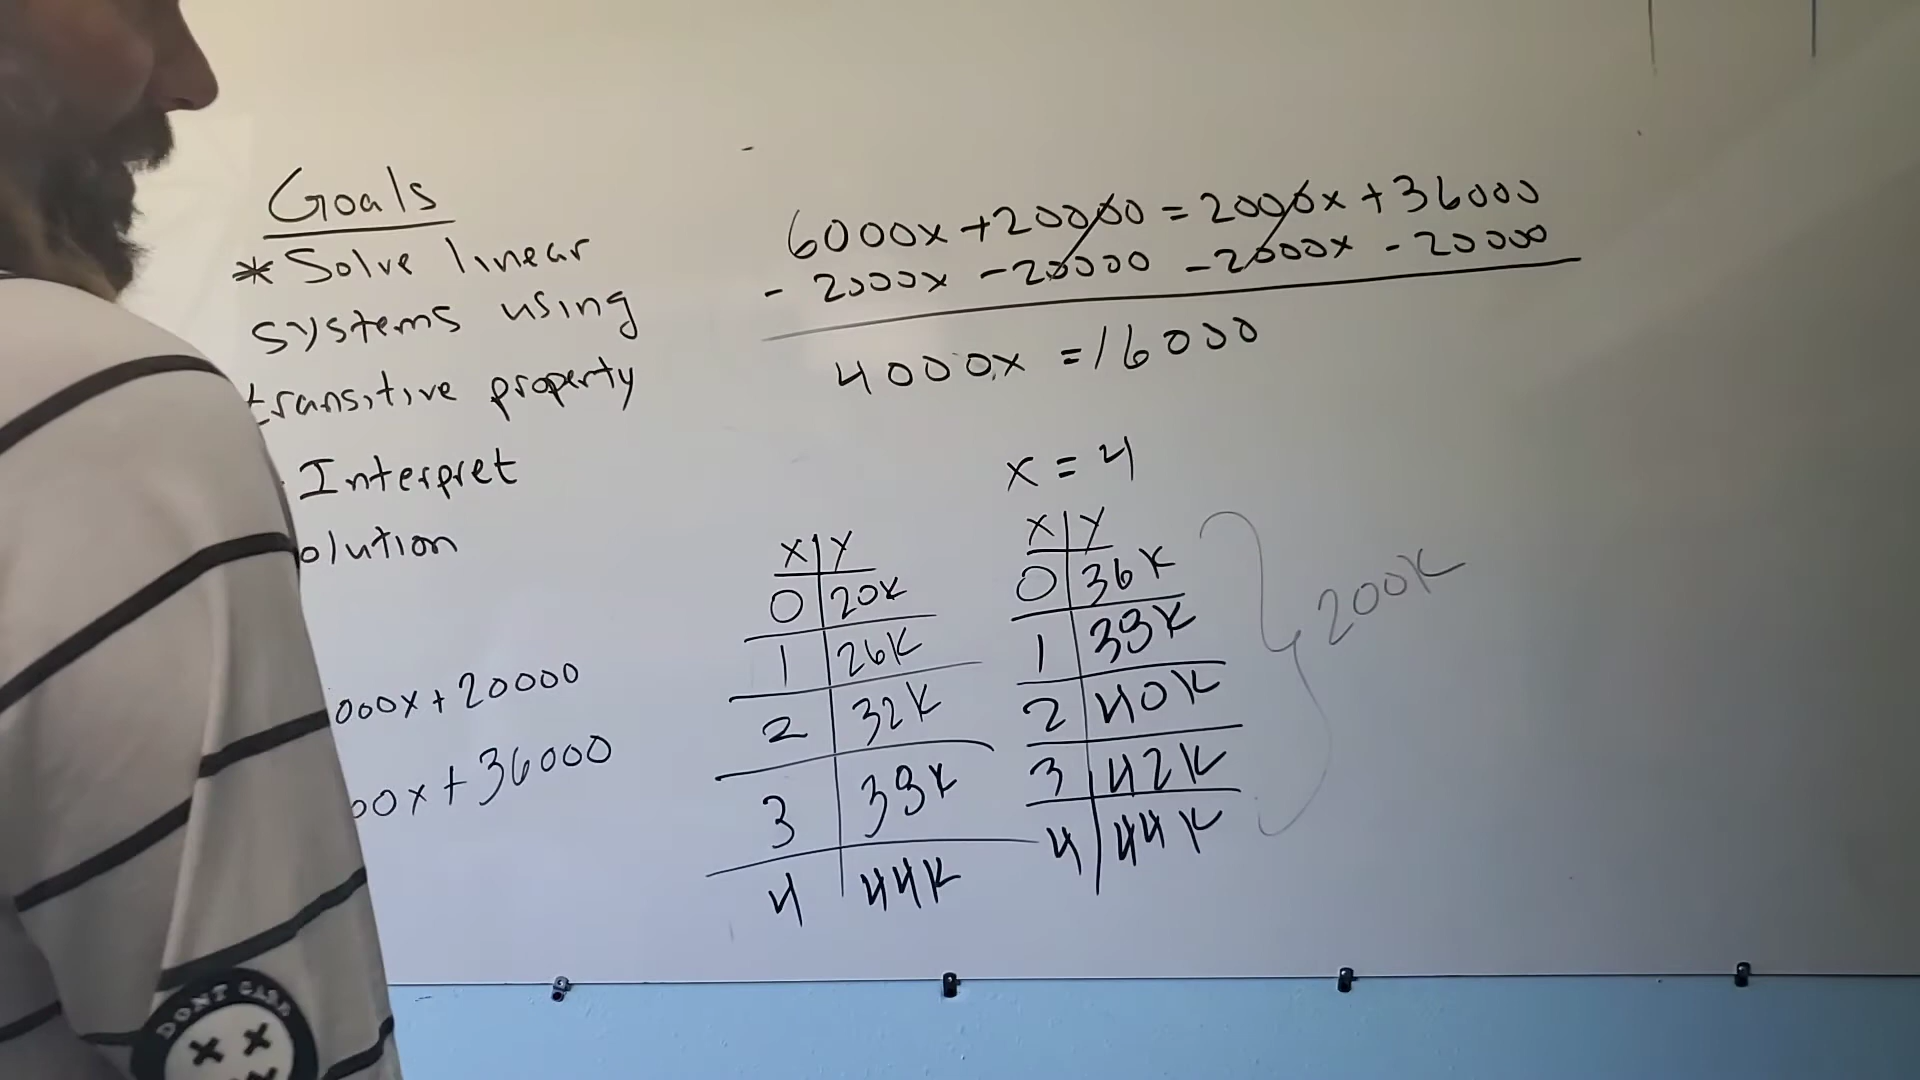 Goals
* Solve linear
systems using
transitive property
Interpret
olution
000x + 20000
00x + 36000
6000x + 20000 = 2000x + 36000
- 2000x - 20000 - 2000x - 20000
4000x = 16000
x = 4
x | y
0 | 20K
1 | 26K
2 | 32K
3 | 38K
4 | 44K
x | y
0 | 36K
1 | 38K
2 | 40K
3 | 42K
4 | 44K
200K
DONT CARD